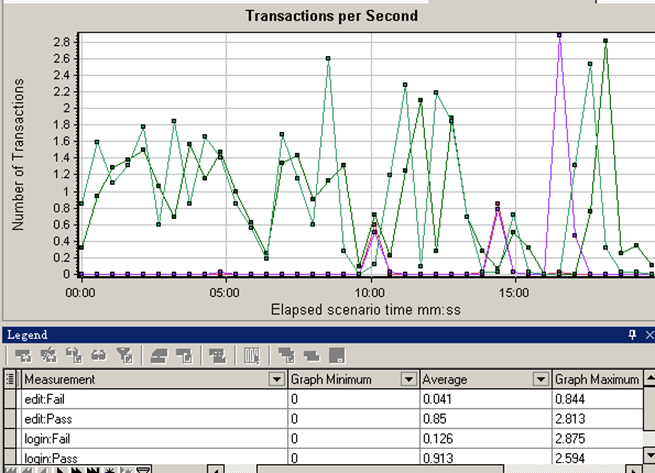 Transactions per Second
Number of Transactions
2.8
2.6
2.4
2.2
2
1.8
1.6
1.4
1.2
1
0.8
0.6
0.4
0.2
0
00:00 05:00 10:00 15:00
Elapsed scenario time mm:ss
Legend
Measurement Graph Minimum Average Graph Maximum
edit:Fail 0 0.041 0.844
edit:Pass 0 0.85 2.813
login:Fail 0 0.126 2.875
login:Pass 0 0.913 2.594